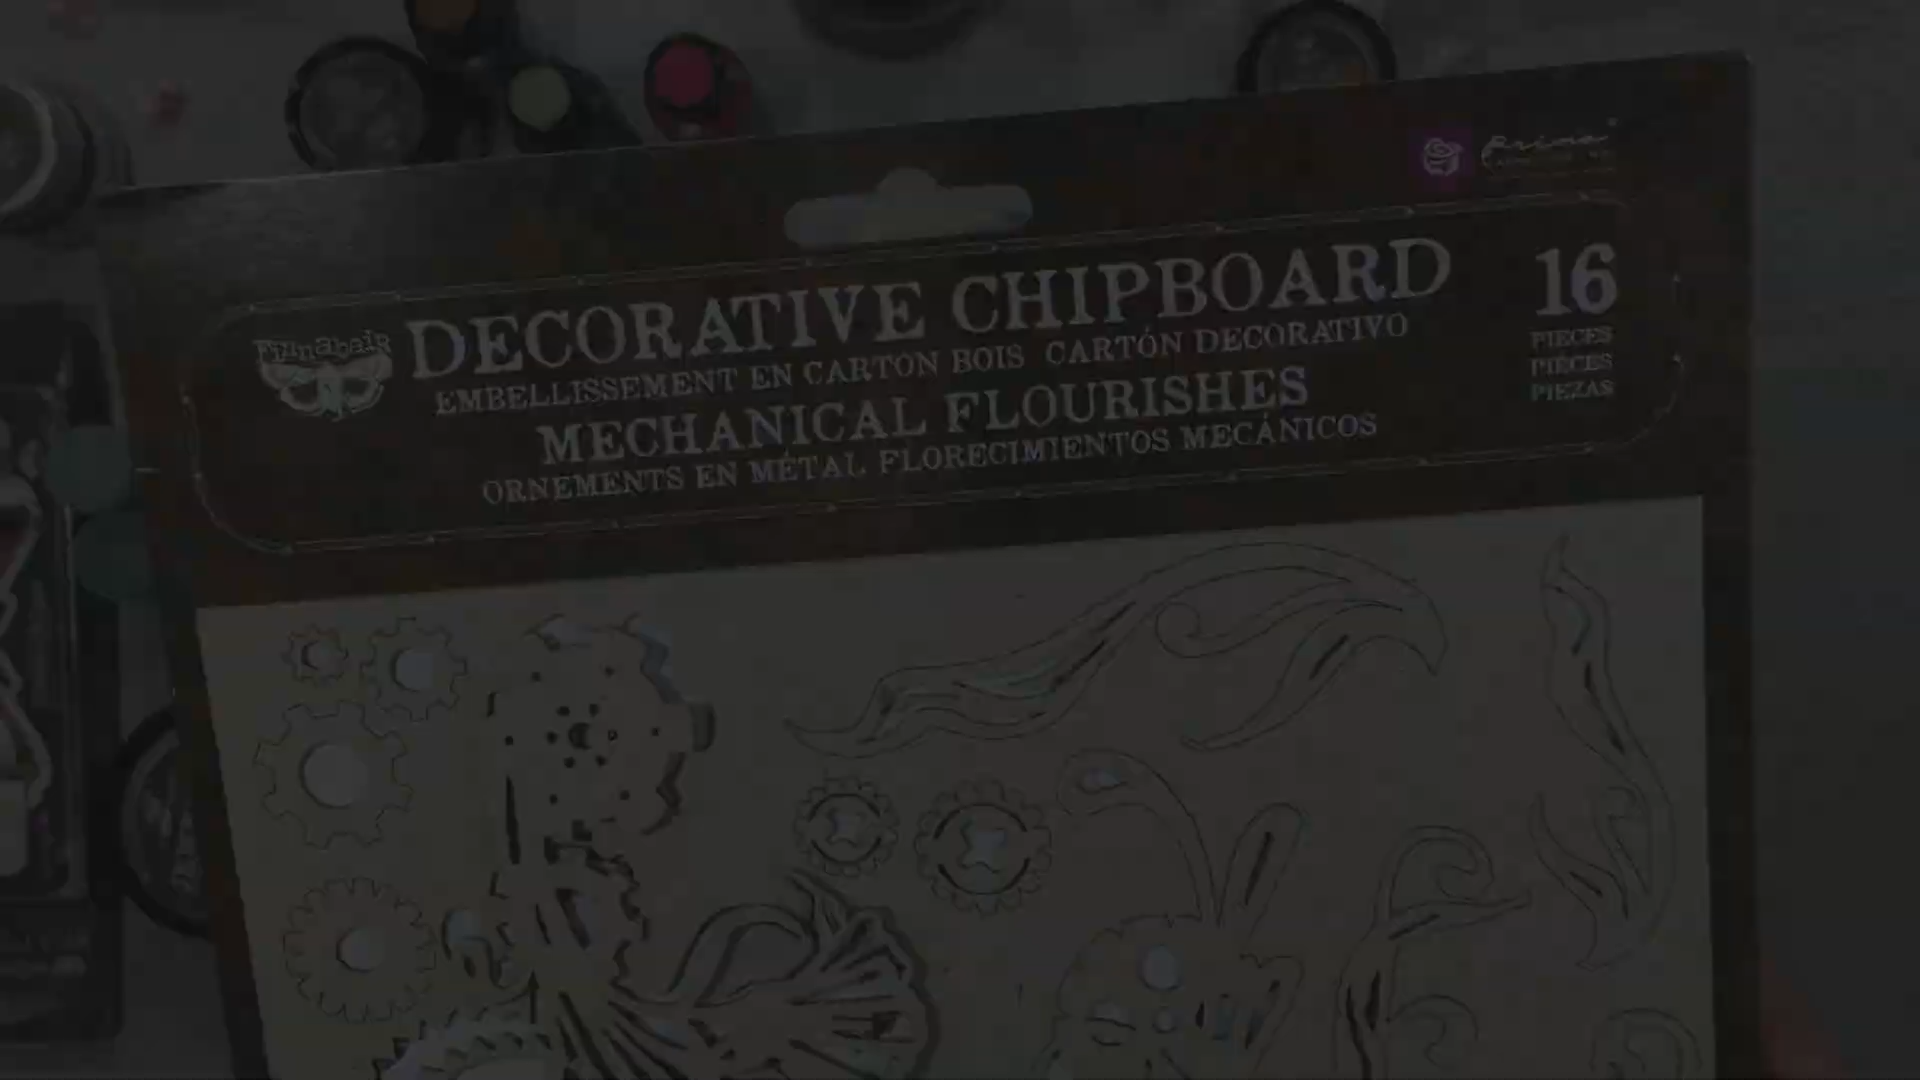 prima
Finnabair
DECORATIVE CHIPBOARD
EMBELLISSEMENT EN CARTON BOIS CARTÓN DECORATIVO
MECHANICAL FLOURISHES
ORNEMENTS EN MÉTAL FLORECIMIENTOS MECÁNICOS
16
PIECES
PIÈCES
PIEZAS